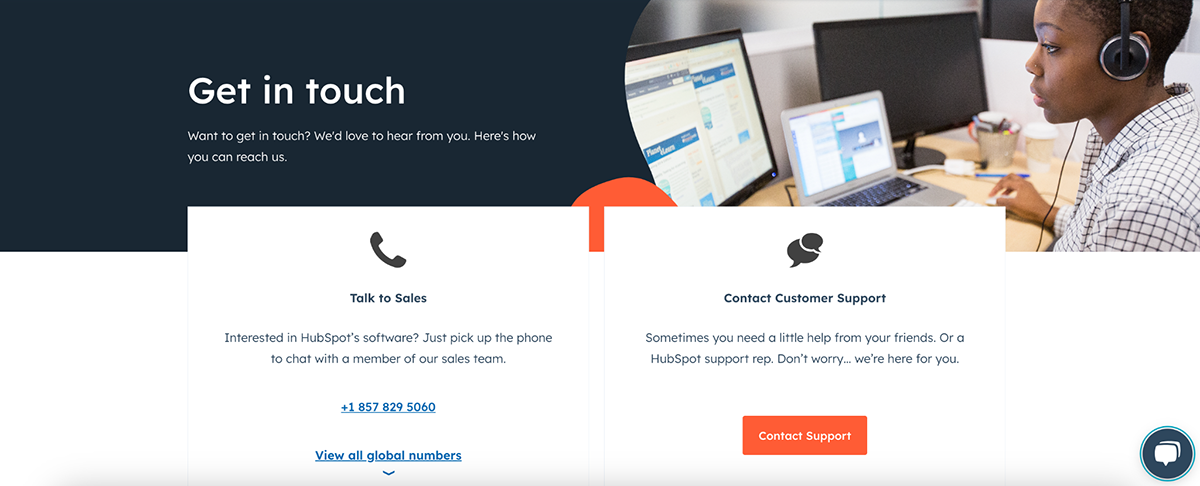 Get in touch
Want to get in touch? We'd love to hear from you. Here's how
you can reach us.
Talk to Sales
Interested in HubSpot’s software? Just pick up the phone
to chat with a member of our sales team.
+1 857 829 5060
View all global numbers
Contact Customer Support
Sometimes you need a little help from your friends. Or a
HubSpot support rep. Don’t worry... we’re here for you.
Contact Support